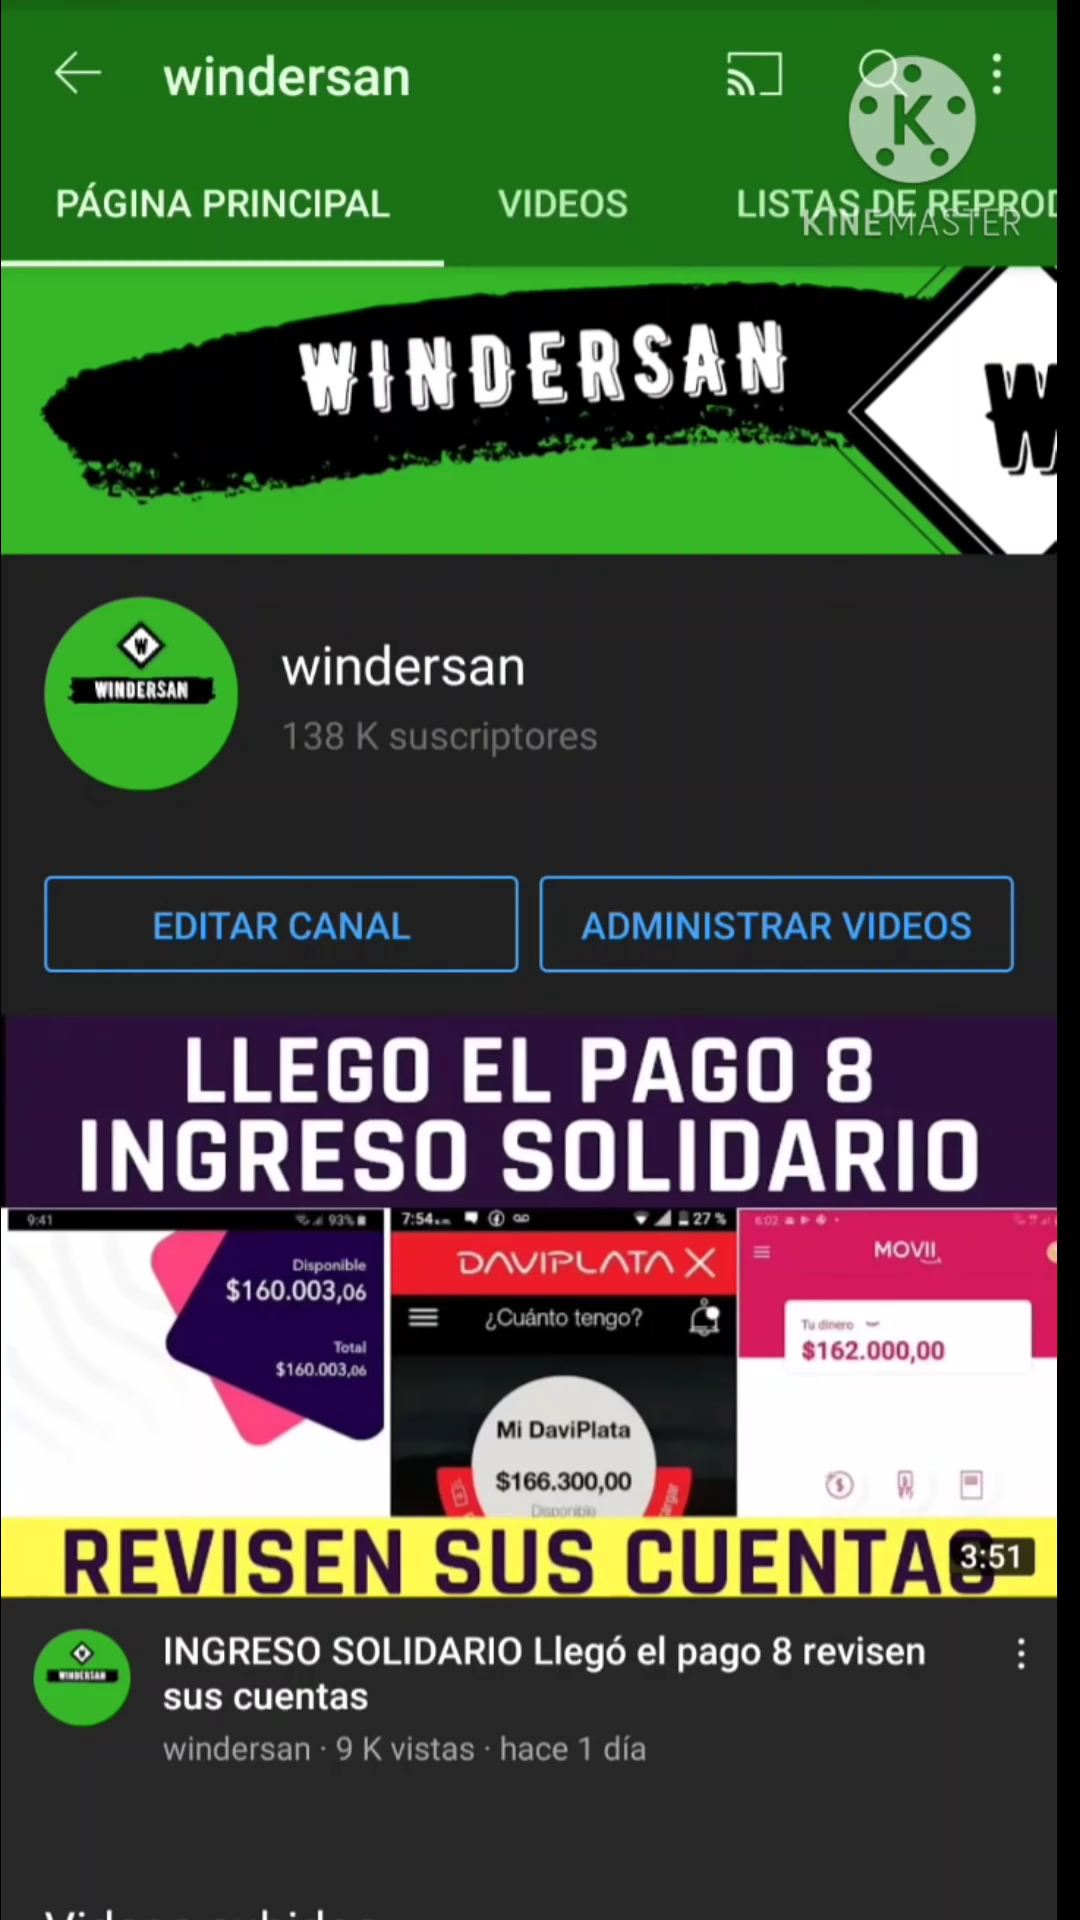 windersan
K
PÁGINA PRINCIPAL VIDEOS LISTAS DE REPROD
KINEMASTER
WINDERSAN
W
W
WINDERSAN
windersan
138 K suscriptores
EDITAR CANAL ADMINISTRAR VIDEOS
LLEGO EL PAGO 8
INGRESO SOLIDARIO
9:41 93%
Disponible
$160.003,06
Total
$160.003,06
7:54 27 %
DAVIPLATA X
¿Cuánto tengo?
Mi DaviPlata
$166.300,00
Disponible
6:02
MOVII
Tu dinero
$162.000,00
REVISEN SUS CUENTAS
3:51
WINDERSAN
INGRESO SOLIDARIO Llegó el pago 8 revisen
sus cuentas
windersan · 9 K vistas · hace 1 día